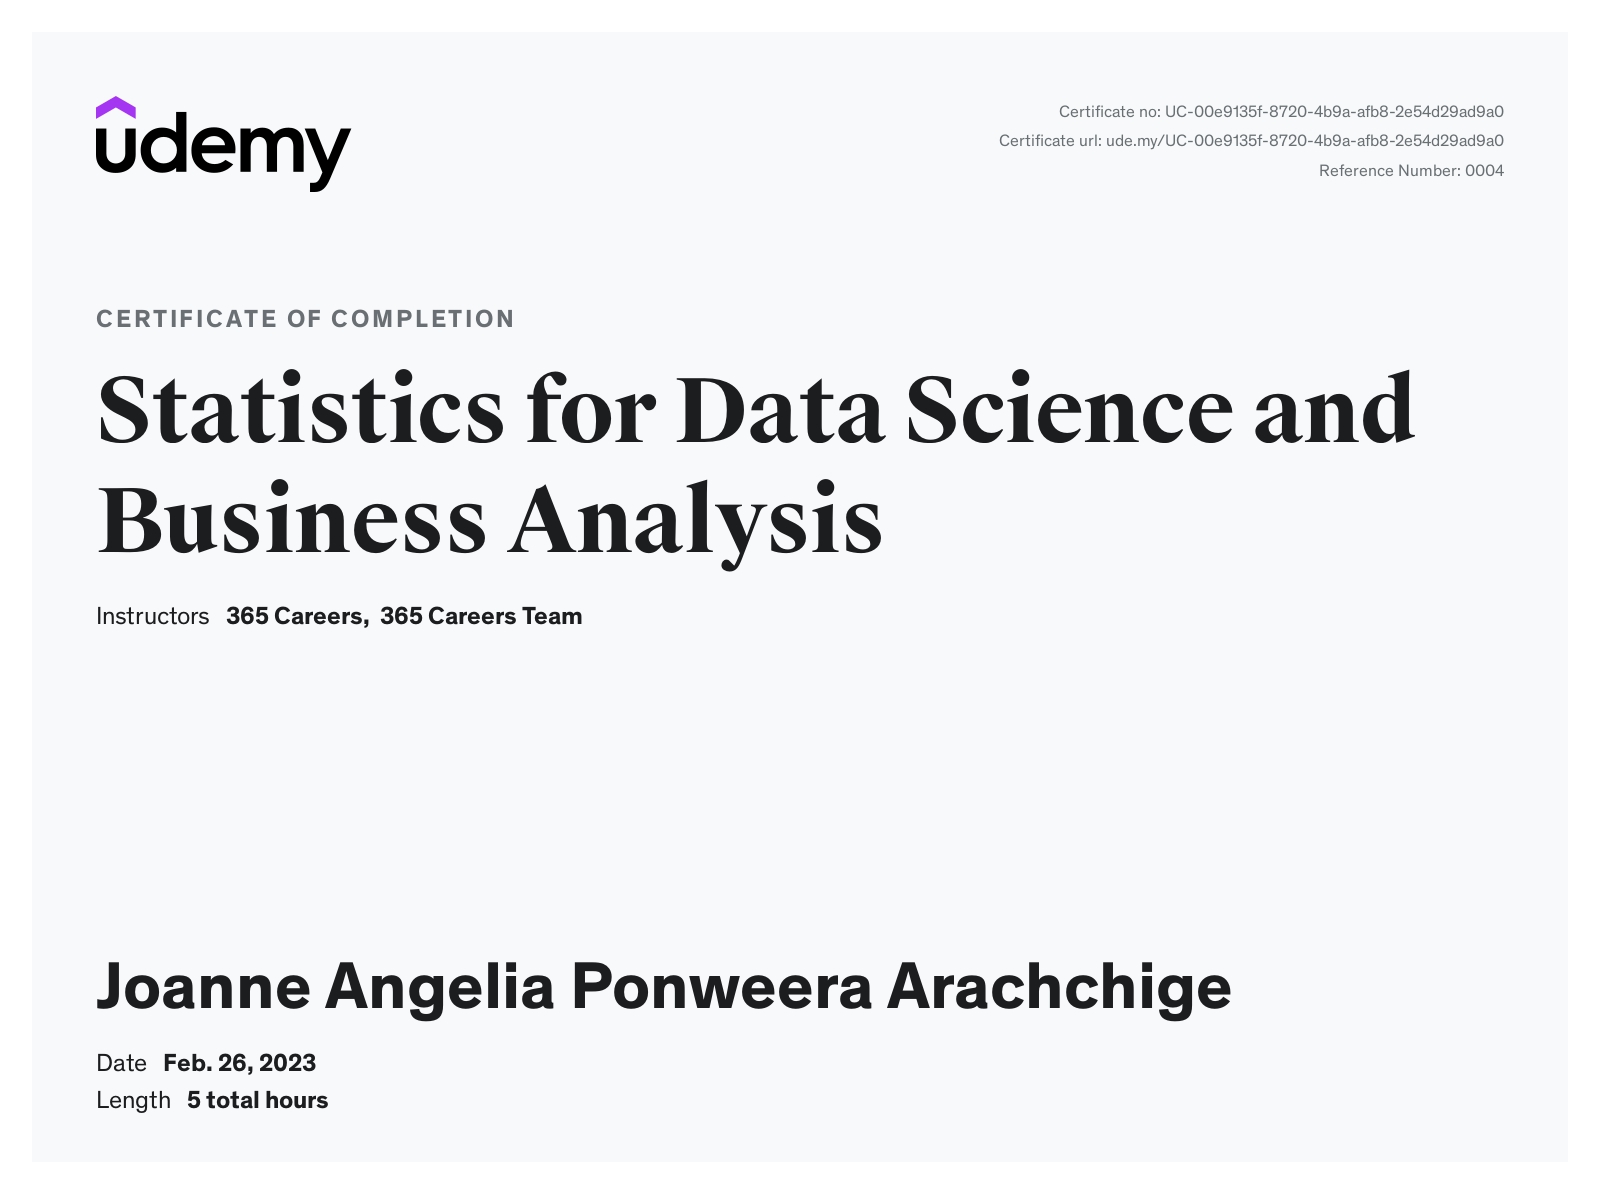 udemy
Certificate no: UC-00e9135f-8720-4b9a-afb8-2e54d29ad9a0
Certificate url: ude.my/UC-00e9135f-8720-4b9a-afb8-2e54d29ad9a0
Reference Number: 0004
CERTIFICATE OF COMPLETION
Statistics for Data Science and
Business Analysis
Instructors 365 Careers, 365 Careers Team
Joanne Angelia Ponweera Arachchige
Date Feb. 26, 2023
Length 5 total hours